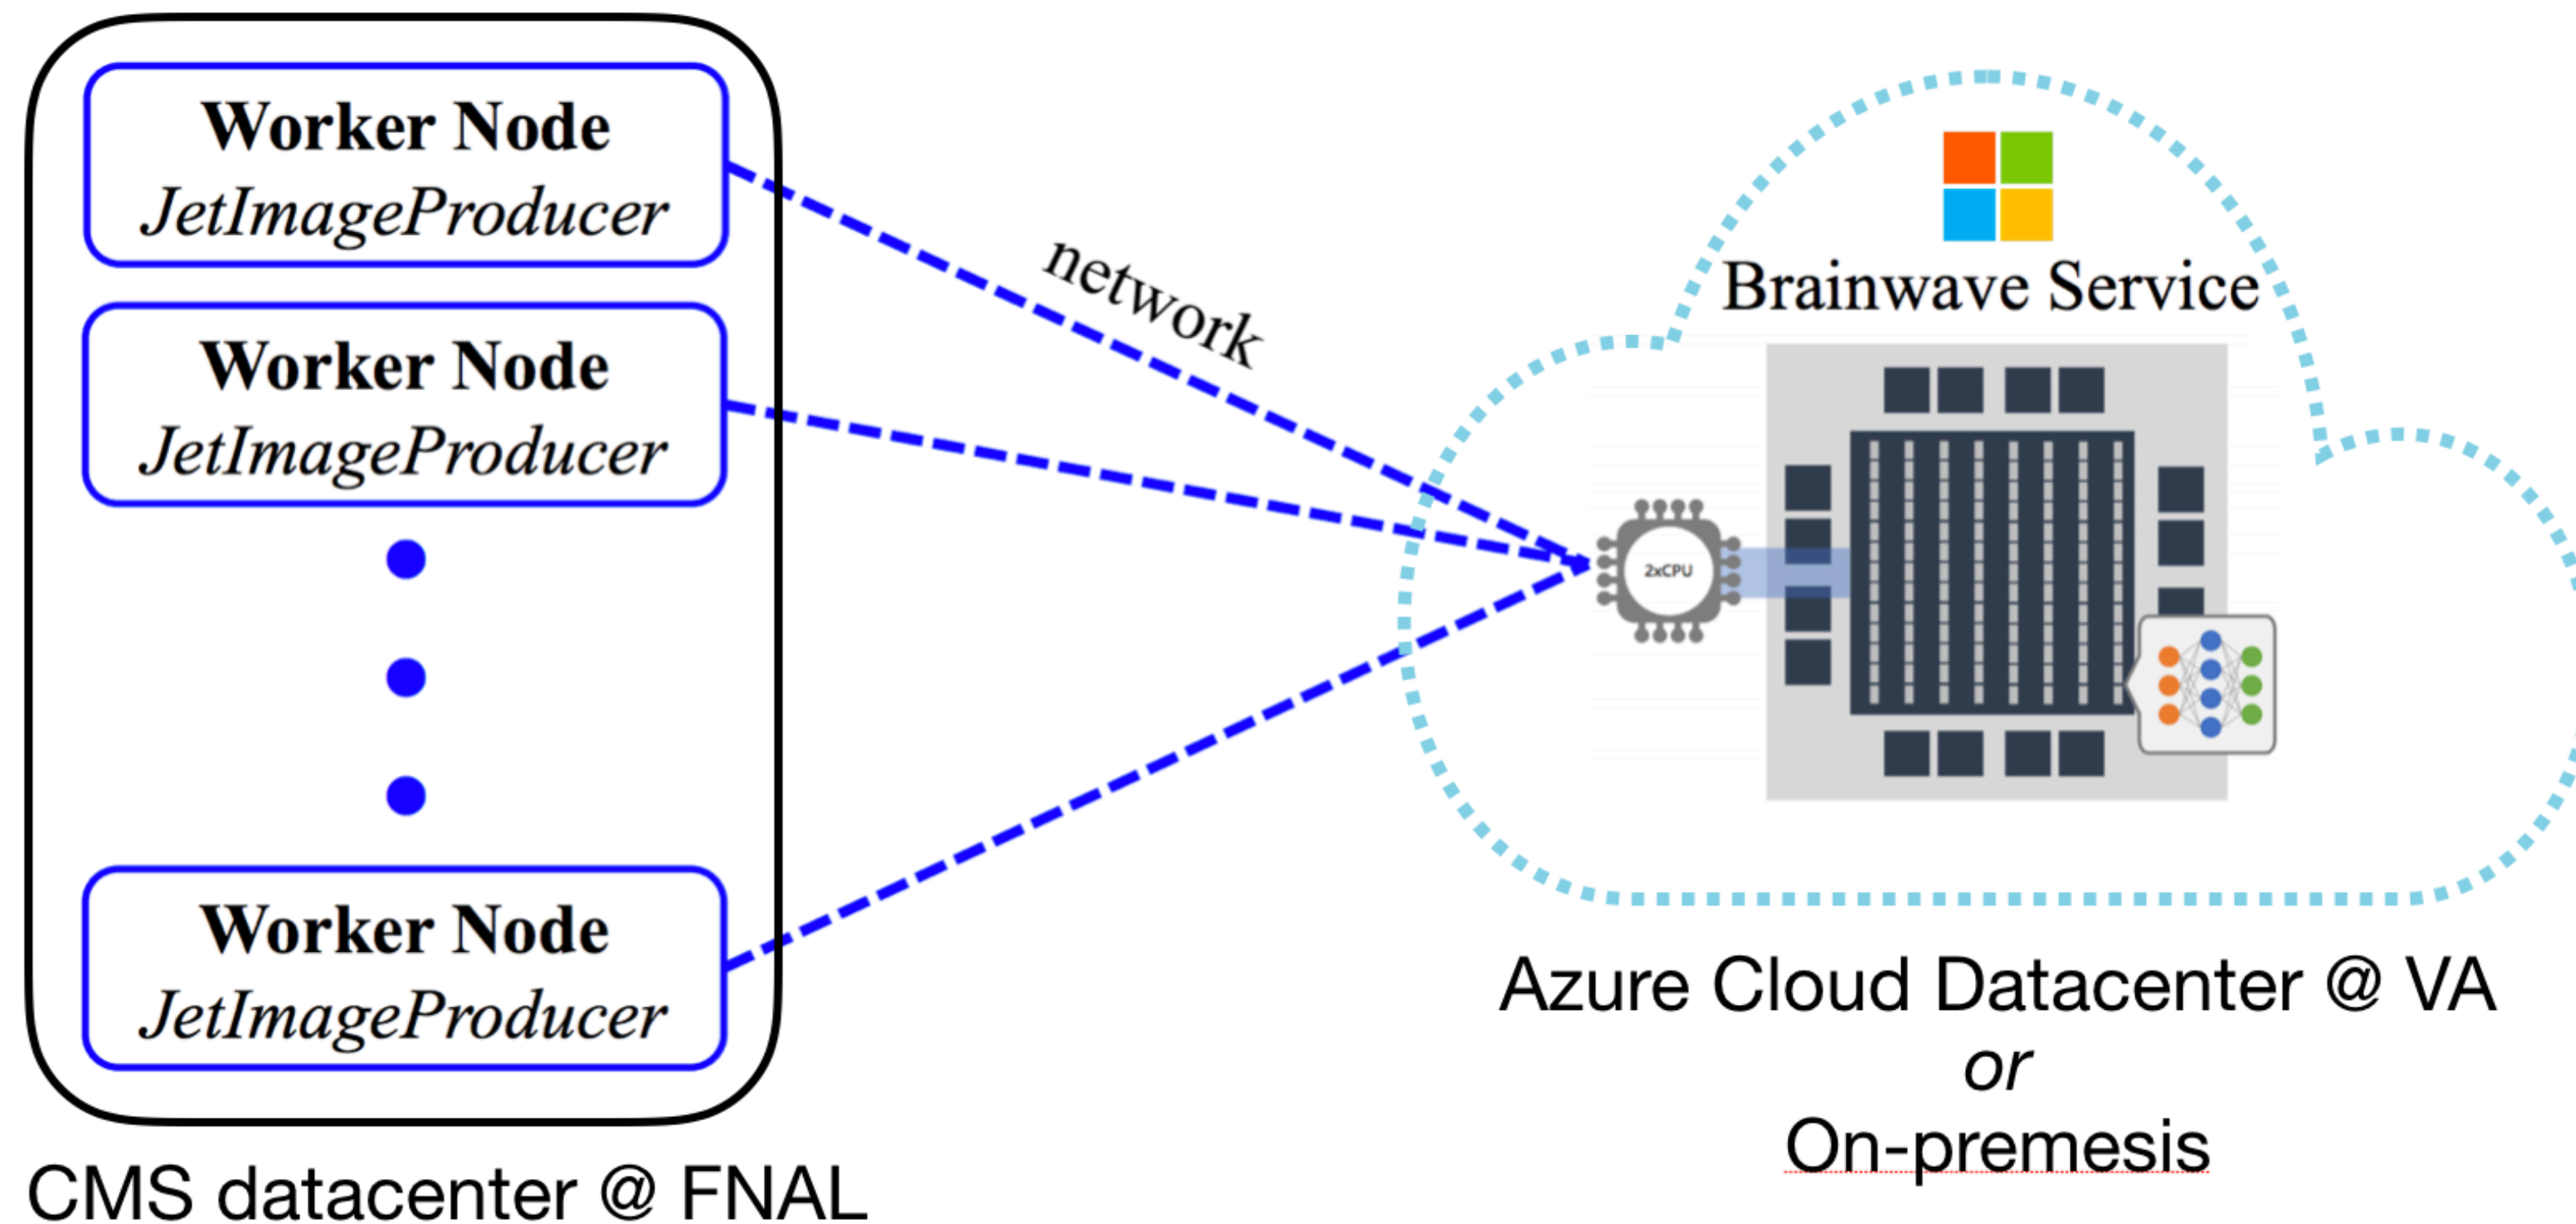 Worker Node
JetImageProducer
Worker Node
JetImageProducer
Worker Node
JetImageProducer
CMS datacenter @ FNAL
network
Brainwave Service
2xCPU
Azure Cloud Datacenter @ VA
or
On-premesis